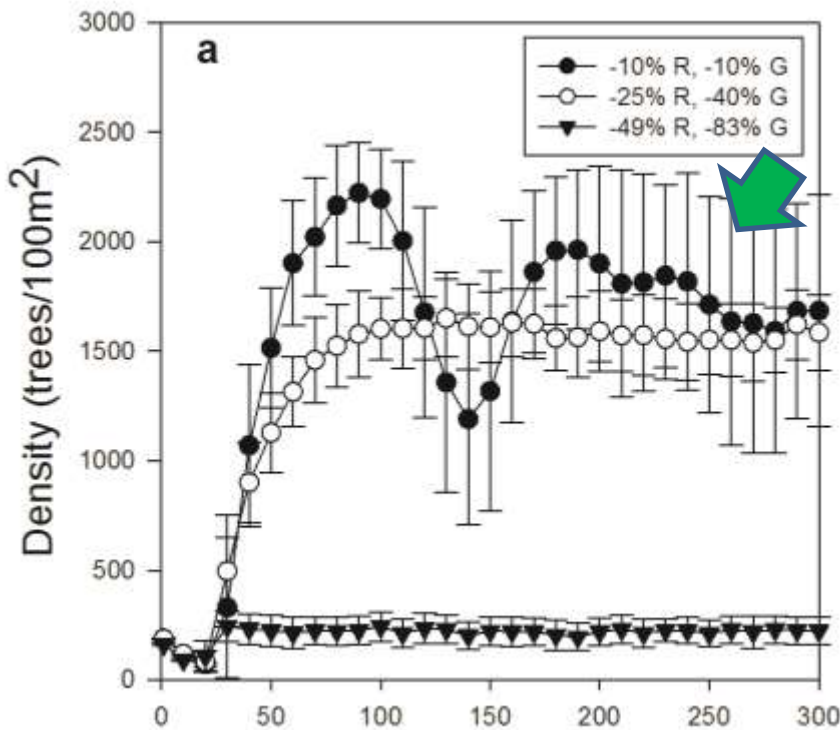 3000
a
-10% R, -10% G
-25% R, -40% G
-49% R, -83% G
2500
2000
1500
1000
500
0
Density (trees/100m²)
0 50 100 150 200 250 300